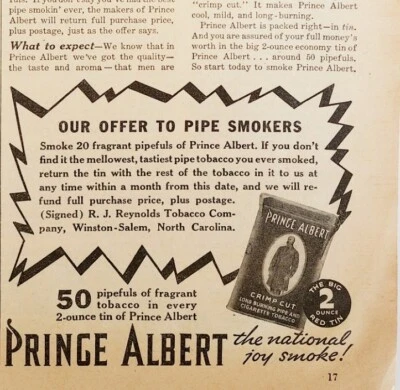 pipe smokin' ever, the makers of Prince
Albert will return full purchase price,
plus postage, just as the offer says.
What to expect—We know that in
Prince Albert we've got the quality—
the taste and aroma—that men are
"crimp cut." It makes Prince Albert
cool, mild, and long-burning.
Prince Albert is packed right—in tin.
And you are assured of your full money's
worth in the big 2-ounce economy tin of
Prince Albert . . . around 50 pipefuls.
So start today to smoke Prince Albert.
OUR OFFER TO PIPE SMOKERS
Smoke 20 fragrant pipefuls of Prince Albert. If you don't
find it the mellowest, tastiest pipe tobacco you ever smoked,
return the tin with the rest of the tobacco in it to us at
any time within a month from this date, and we will re-
fund full purchase price, plus postage.
(Signed) R. J. Reynolds Tobacco Com-
pany, Winston-Salem, North Carolina.
PRINCE ALBERT
CRIMP CUT
LONG BURNING PIPE AND
CIGARETTE TOBACCO
THE BIG
2
OUNCE
RED TIN
50 pipefuls of fragrant
tobacco in every
2-ounce tin of Prince Albert
PRINCE ALBERT the national
joy smoke!
17